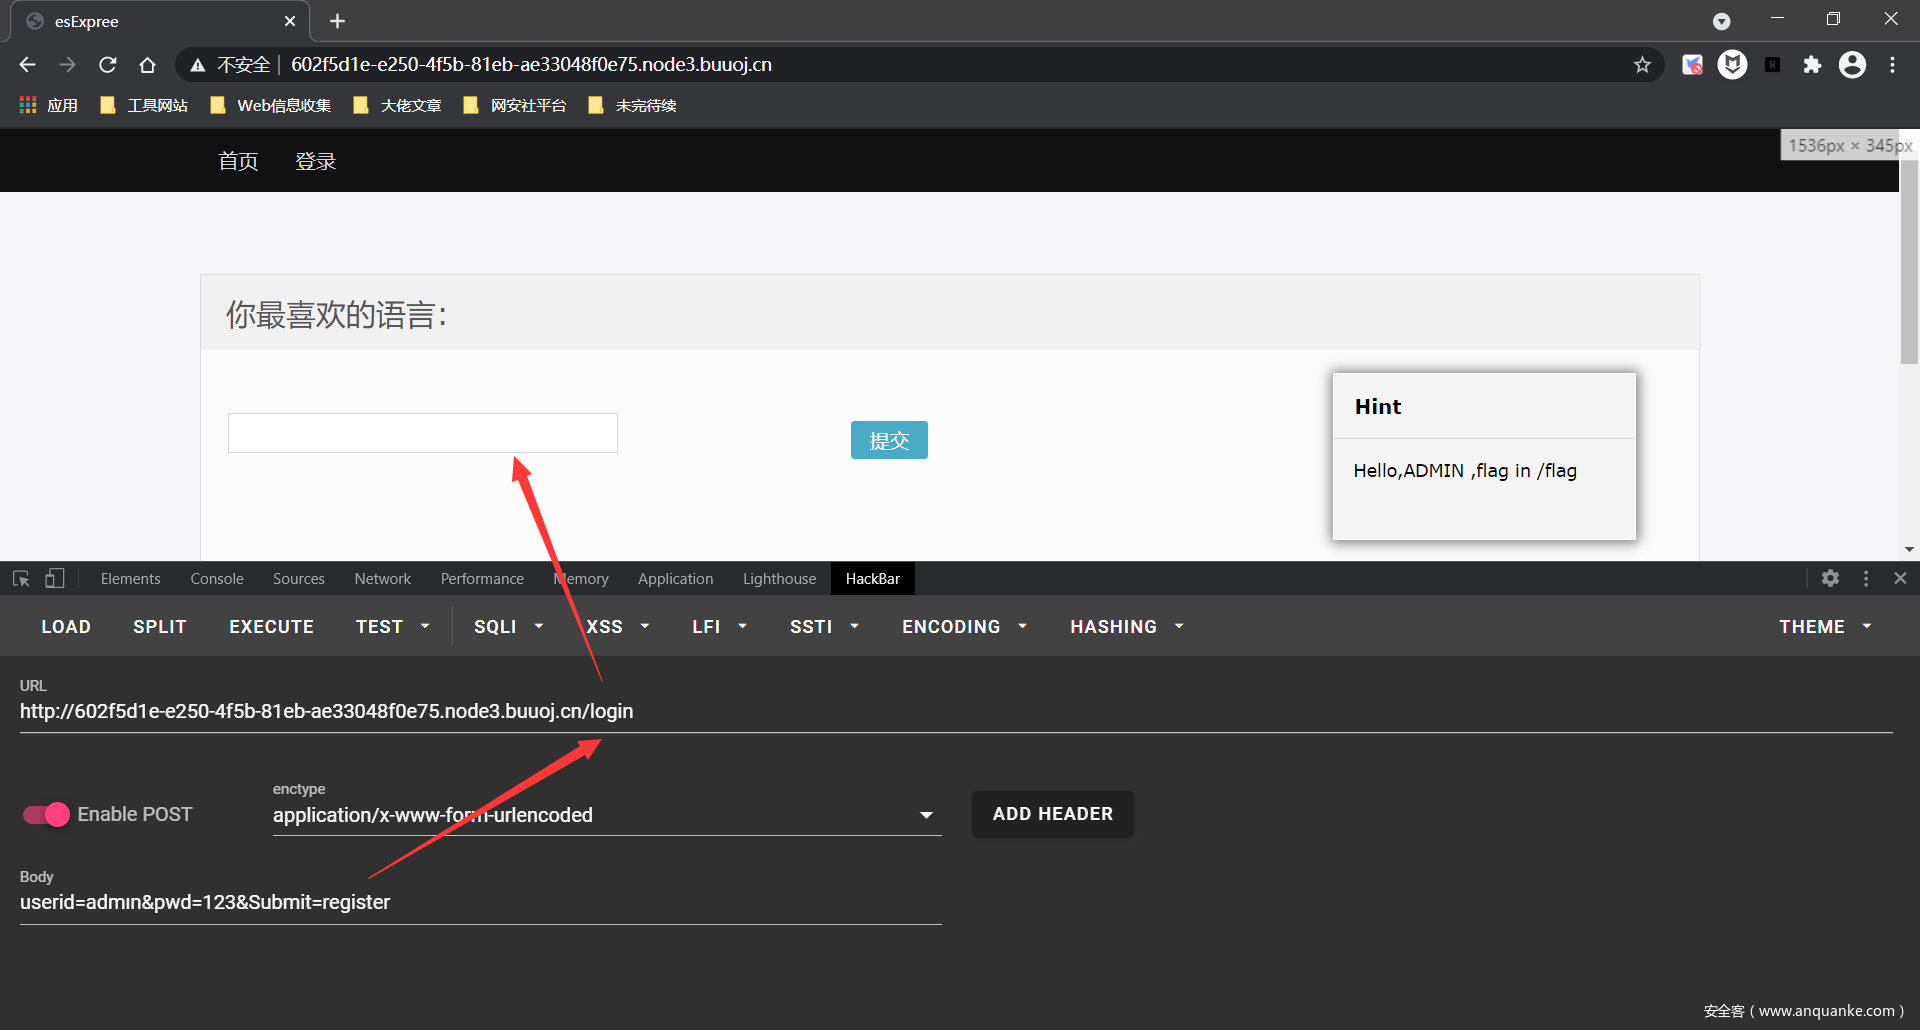 esExpree
不安全 602f5d1e-e250-4f5b-81eb-ae33048f0e75.node3.buuoj.cn
应用 工具网站 Web信息收集 大佬文章 网安社平台 未完待续
首页 登录
1536px × 345px
你最喜欢的语言：
提交
Hint
Hello,ADMIN ,flag in /flag
Elements Console Sources Network Performance Memory Application Lighthouse HackBar
LOAD SPLIT EXECUTE TEST SQLI XSS LFI SSTI ENCODING HASHING THEME
URL
http://602f5d1e-e250-4f5b-81eb-ae33048f0e75.node3.buuoj.cn/login
Enable POST
enctype
application/x-www-form-urlencoded
ADD HEADER
Body
userid=admın&pwd=123&Submit=register
安全客（www.anquanke.com）